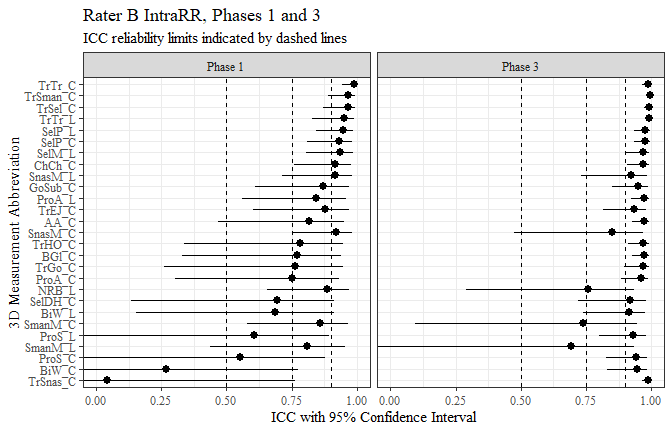 Rater B IntraRR, Phases 1 and 3
ICC reliability limits indicated by dashed lines
Phase 1
Phase 3
3D Measurement Abbreviation
TrTr_C
TrSman_C
TrSel_C
TrTr_L
SelP_L
SelP_C
SelM_L
ChCh_C
SnasM_L
GoSub_C
ProA_L
TrEJ_C
AA_C
SnasM_C
TrHO_C
BGl_C
TrGo_C
ProA_C
NRB_L
SelDH_C
BiW_L
SmanM_C
ProS_L
SmanM_L
ProS_C
BiW_C
TrSnas_C
0.00 0.25 0.50 0.75 1.00
0.00 0.25 0.50 0.75 1.00
ICC with 95% Confidence Interval